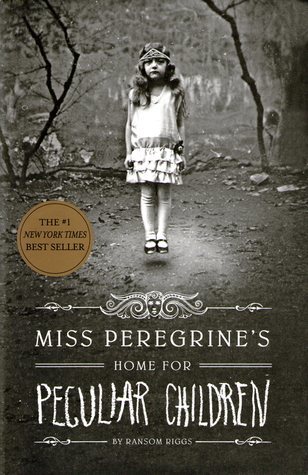 THE #1
NEW YORK TIMES
BEST SELLER
MISS PEREGRINE'S
HOME FOR
PECULIAR CHILDREN
BY RANSOM RIGGS